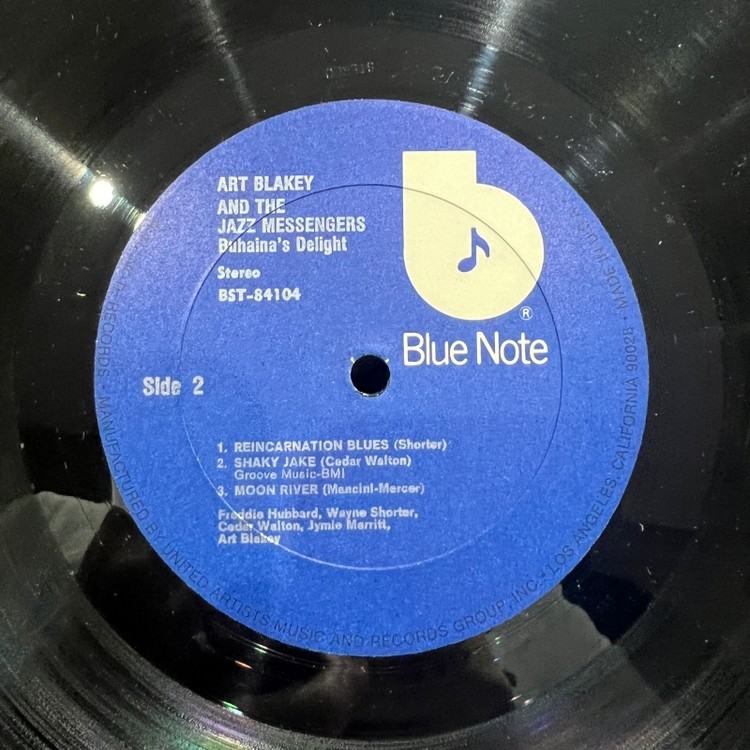 ART BLAKEY
AND THE
JAZZ MESSENGERS
Buhaina's Delight
Stereo
BST-84104
b
®
Blue Note
Side 2
1. REINCARNATION BLUES (Shorter)
2. SHAKY JAKE (Cedar Walton)
Groove Music-BMI
3. MOON RIVER (Mancini-Mercer)
Freddie Hubbard, Wayne Shorter,
Cedar Walton, Jymie Merritt,
Art Blakey
RECORDS • MANUFACTURED BY UNITED ARTISTS MUSIC AND RECORDS GROUP, INC. • LOS ANGELES, CALIFORNIA 90028 • MADE IN U.S.A.